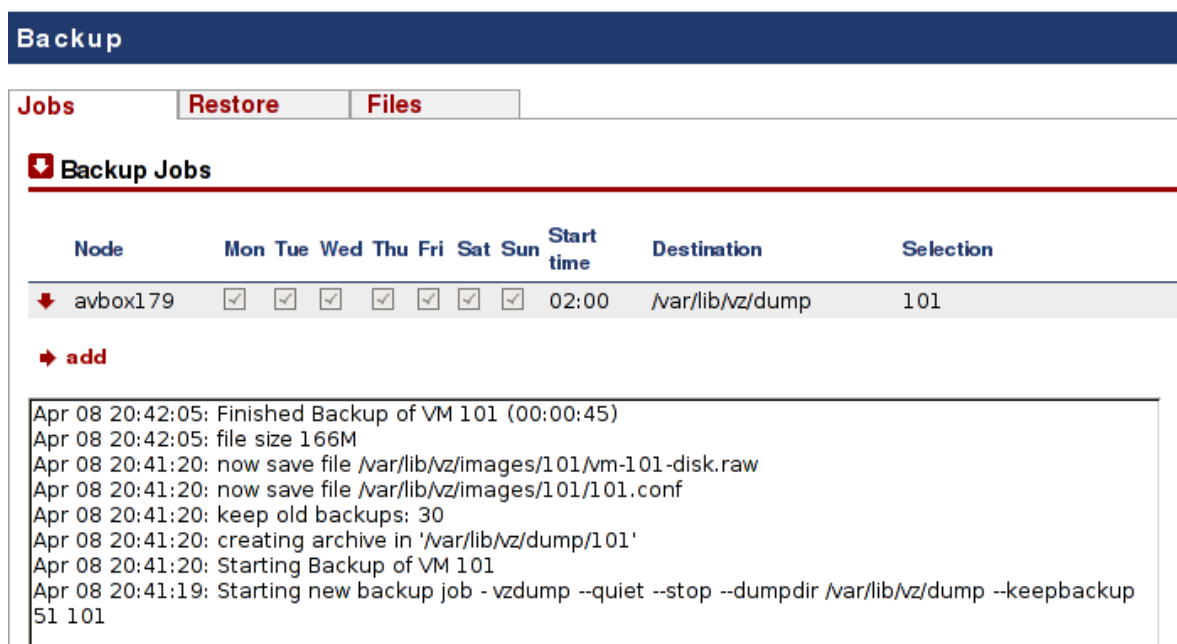 Backup
Jobs Restore Files
Backup Jobs
Node Mon Tue Wed Thu Fri Sat Sun Start time Destination Selection
avbox179 02:00 /var/lib/vz/dump 101
add
Apr 08 20:42:05: Finished Backup of VM 101 (00:00:45)
Apr 08 20:42:05: file size 166M
Apr 08 20:41:20: now save file /var/lib/vz/images/101/vm-101-disk.raw
Apr 08 20:41:20: now save file /var/lib/vz/images/101/101.conf
Apr 08 20:41:20: keep old backups: 30
Apr 08 20:41:20: creating archive in '/var/lib/vz/dump/101'
Apr 08 20:41:20: Starting Backup of VM 101
Apr 08 20:41:19: Starting new backup job - vzdump --quiet --stop --dumpdir /var/lib/vz/dump --keepbackup
51 101